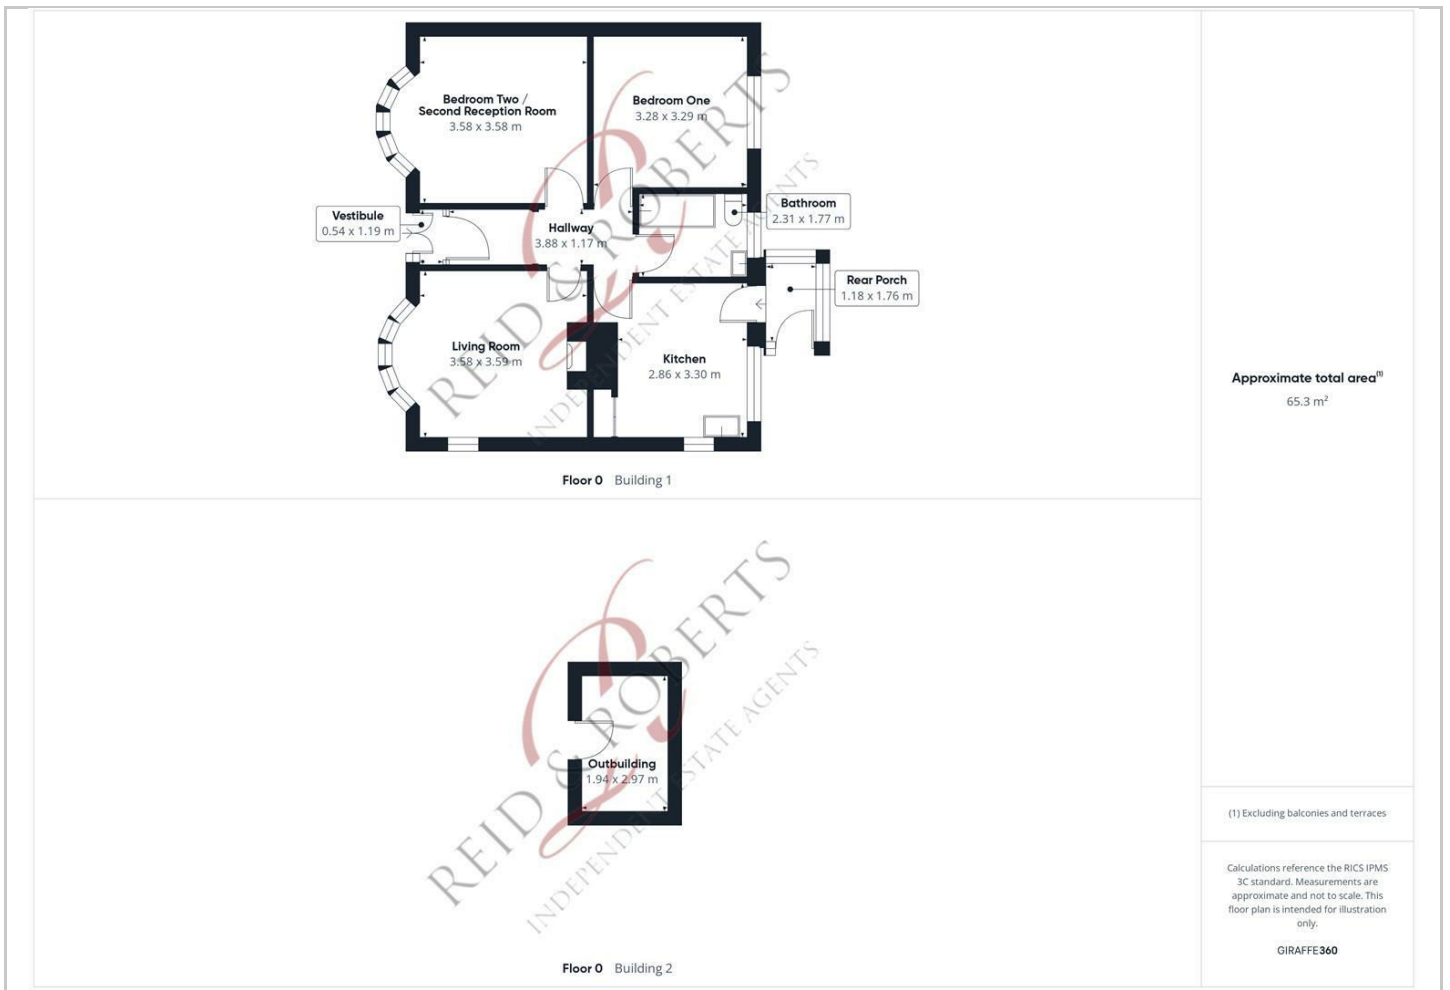 Bedroom Two /
Second Reception Room
3.58 x 3.58 m
Bedroom One
3.28 x 3.29 m
Vestibule
0.54 x 1.19 m
Hallway
3.88 x 1.17 m
Bathroom
2.31 x 1.77 m
Rear Porch
1.18 x 1.76 m
Living Room
3.58 x 3.59 m
Kitchen
2.86 x 3.30 m
REID & ROBERTS
INDEPENDENT ESTATE AGENTS
Floor 0 Building 1
Approximate total area(1)
65.3 m²
Outbuilding
1.94 x 2.97 m
REID & ROBERTS
INDEPENDENT ESTATE AGENTS
Floor 0 Building 2
(1) Excluding balconies and terraces
Calculations reference the RICS IPMS
3C standard. Measurements are
approximate and not to scale. This
floor plan is intended for illustration
only.
GIRAFFE360